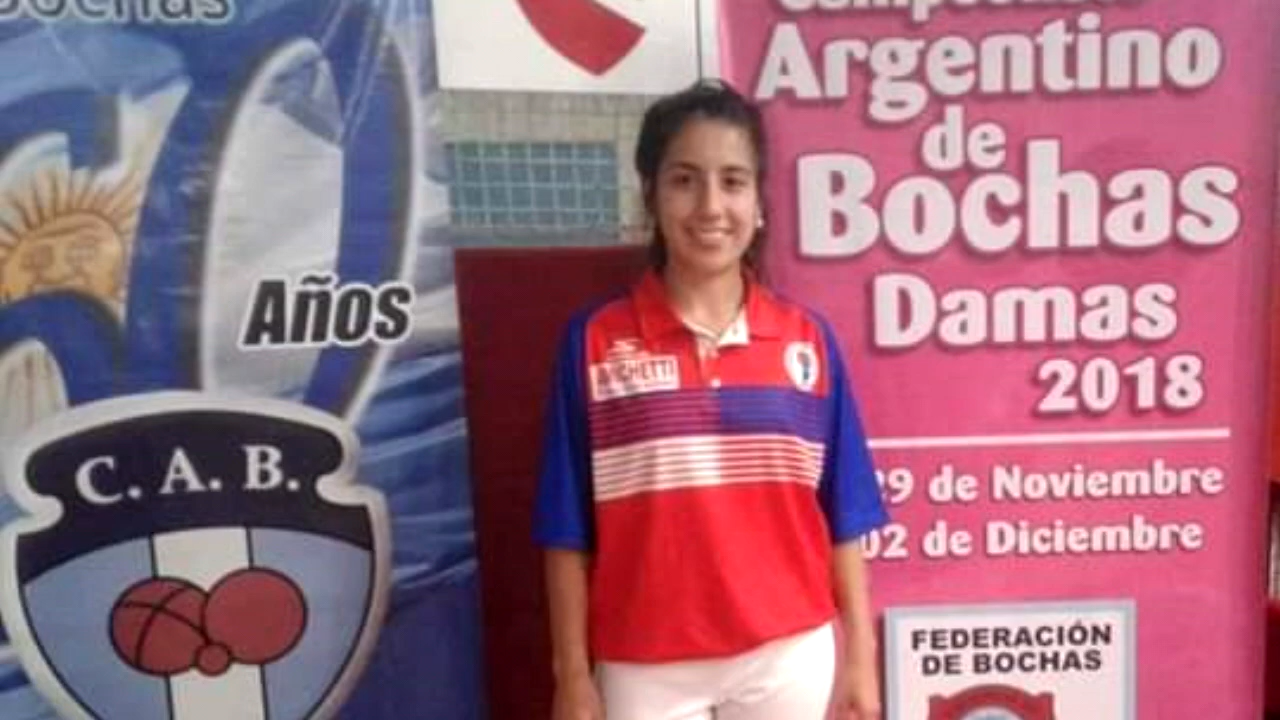 Bochas
Años
C. A. B.
Argentino
de
Bochas
Damas
2018
29 de Noviembre
02 de Diciembre
FEDERACIÓN
DE BOCHAS